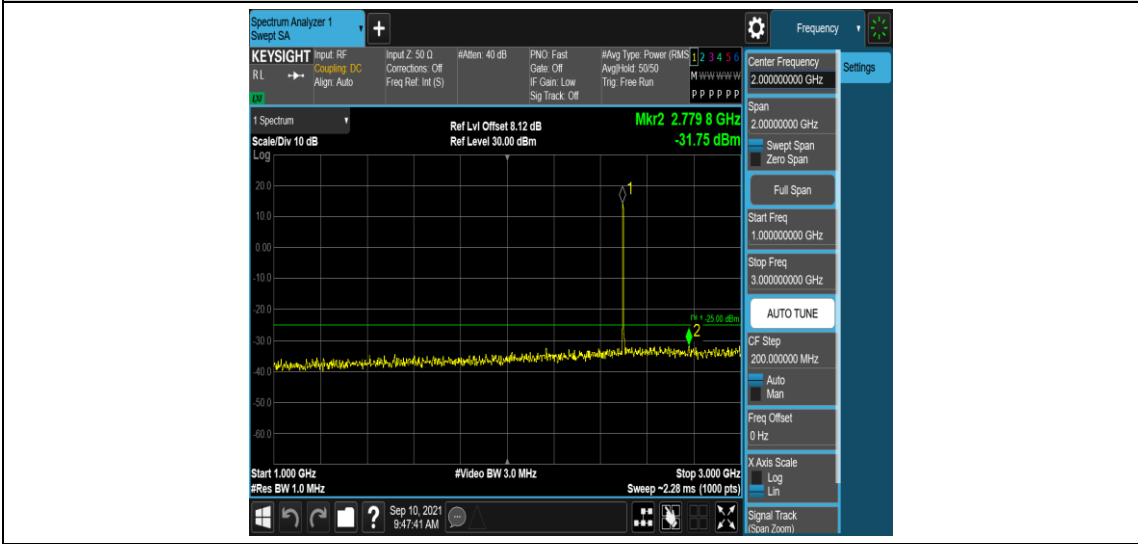 Spectrum Analyzer 1
Swept SA
Frequency
KEYSIGHT
RL
Input: RF
Coupling: DC
Align: Auto
Input Z: 50 Ω
Corrections: Off
Freq Ref: Int (S)
#Atten: 40 dB
PNO: Fast
Gate: Off
IF Gain: Low
Sig Track: Off
#Avg Type: Power (RMS
Avg|Hold: 50/50
Trig: Free Run
1 2 3 4 5 6
M W W W W W
P P P P P P
1 Spectrum
Scale/Div 10 dB
Log
Ref Lvl Offset 8.12 dB
Ref Level 30.00 dBm
Mkr2 2.779 8 GHz
-31.75 dBm
20.0
10.0
0.00
-10.0
-20.0
-30.0
-40.0
-50.0
-60.0
1
-25.00 dBm
2
Start 1.000 GHz
#Res BW 1.0 MHz
#Video BW 3.0 MHz
Stop 3.000 GHz
Sweep ~2.28 ms (1000 pts)
Sep 10, 2021
9:47:41 AM
Center Frequency
2.000000000 GHz
Span
2.00000000 GHz
Swept Span
Zero Span
Full Span
Start Freq
1.000000000 GHz
Stop Freq
3.000000000 GHz
AUTO TUNE
CF Step
200.000000 MHz
Auto
Man
Freq Offset
0 Hz
X Axis Scale
Log
Lin
Signal Track
(Span Zoom)
Settings